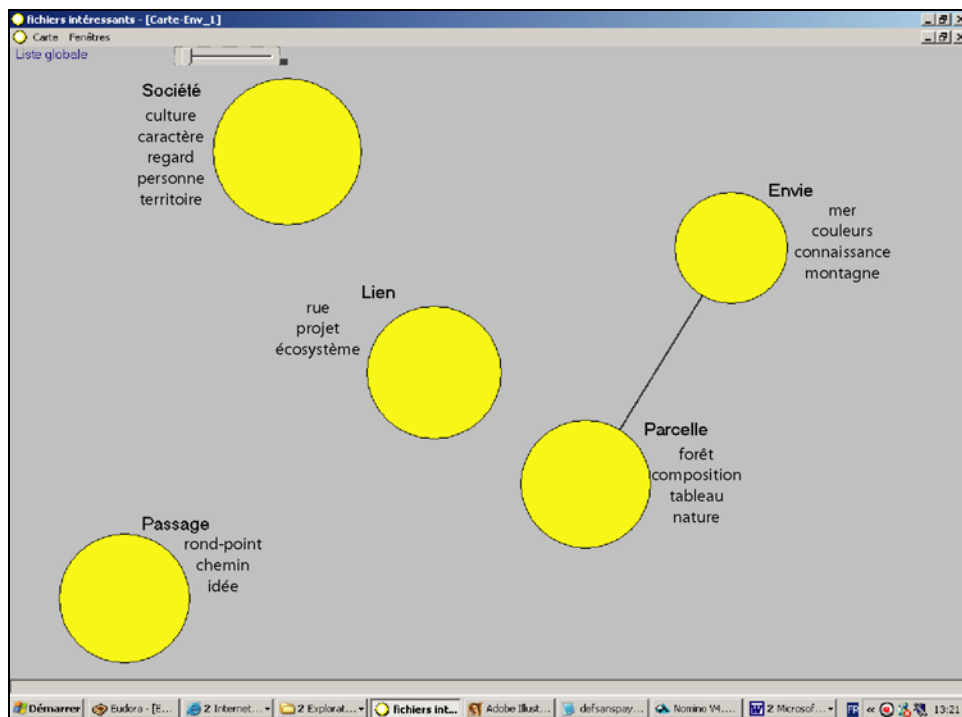 fichiers intéressants - [Carte-Env_1]
Carte Fenêtres
Liste globale
Société
culture
caractère
regard
personne
territoire
Envie
mer
couleurs
connaissance
montagne
Lien
rue
projet
écosystème
Parcelle
forêt
composition
tableau
nature
Passage
rond-point
chemin
idée
Démarrer Eudora - [E... 2 Internet... 2 Explorat... fichiers int... Adobe Illust... defsanspay... Nomino V4.... 2 Microsof... FR « 13:21